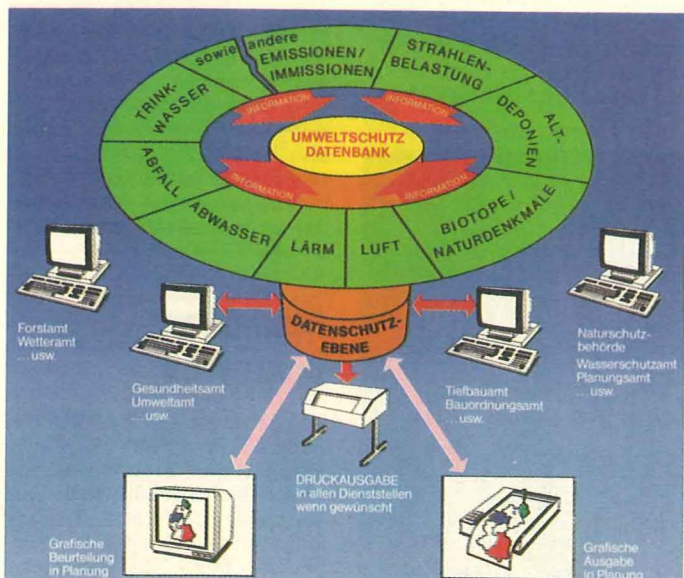 sowie andere
EMISSIONEN/
IMMISSIONEN
STRAHLEN-
BELASTUNG
ALT-
DEPONIEN
BIOTOPE/
NATURDENKMALE
LUFT
LÄRM
ABWASSER
ABFALL
TRINK-
WASSER
INFORMATION
INFORMATION
INFORMATION
INFORMATION
UMWELTSCHUTZ
DATENBANK
DATENSCHUTZ-
EBENE
Forstamt
Wetteramt
... usw.
Gesundheitsamt
Umweltamt
... usw.
Tiefbauamt
Bauordnungsamt
... usw.
Naturschutz-
behörde
Wasserschutzamt
Planungsamt
... usw.
DRUCKAUSGABE
in allen Dienststellen
wenn gewünscht
Grafische
Beurteilung
in Planung
Grafische
Ausgabe
in Planung